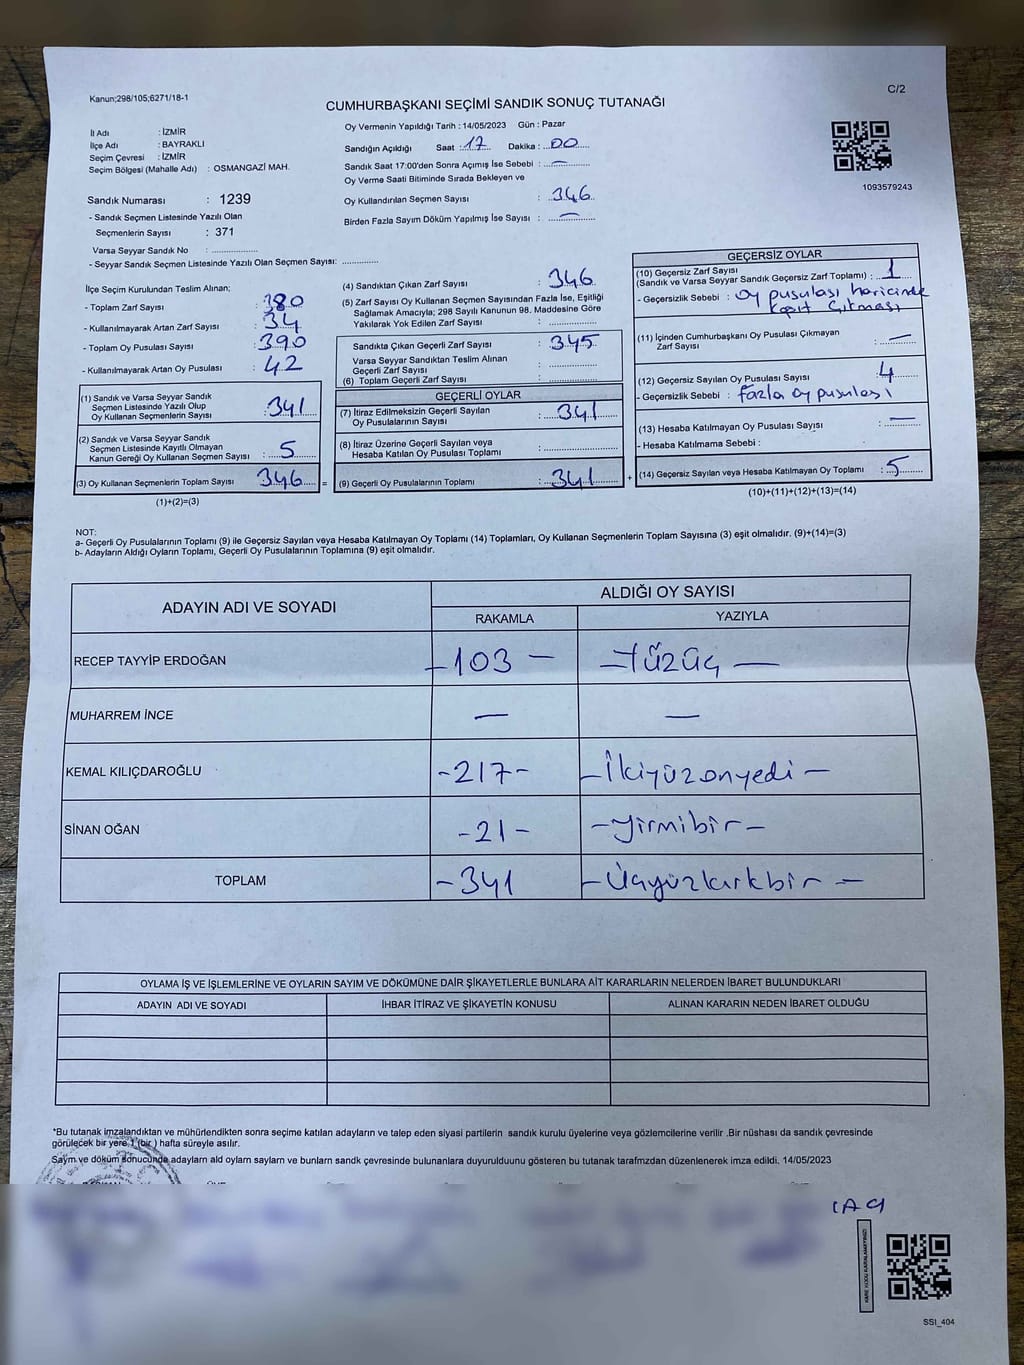 Kanun;298/105;6271/18-1
C/2
CUMHURBAŞKANI SEÇİMİ SANDIK SONUÇ TUTANAĞI
İl Adı : İZMİR
İlçe Adı : BAYRAKLI
Seçim Çevresi : İZMİR
Seçim Bölgesi (Mahalle Adı) : OSMANGAZİ MAH.
Sandık Numarası : 1239
- Sandık Seçmen Listesinde Yazılı Olan
Seçmenlerin Sayısı : 371
Varsa Seyyar Sandık No : ................
- Seyyar Sandık Seçmen Listesinde Yazılı Olan Seçmen Sayısı: .............
Oy Vermenin Yapıldığı Tarih : 14/05/2023 Gün : Pazar
Sandığın Açıldığı Saat : 17 Dakika : 00
Sandık Saat 17:00'den Sonra Açımış İse Sebebi : —
Oy Verme Saati Bitiminde Sırada Bekleyen ve
Oy Kullandırılan Seçmen Sayısı : 346
Birden Fazla Sayım Döküm Yapılmış İse Sayısı : —
1093579243
İlçe Seçim Kurulundan Teslim Alınan;
- Toplam Zarf Sayısı : 380
- Kullanılmayarak Artan Zarf Sayısı : 34
- Toplam Oy Pusulası Sayısı : 390
- Kullanılmayarak Artan Oy Pusulası : 42
(1) Sandık ve Varsa Seyyar Sandık
Seçmen Listesinde Yazılı Olup
Oy Kullanan Seçmenlerin Sayısı : 341
(2) Sandık ve Varsa Seyyar Sandık
Seçmen Listesinde Kayıtlı Olmayan
Kanun Gereği Oy Kullanan Seçmen Sayısı : 5
(3) Oy Kullanan Seçmenlerin Toplam Sayısı : 346 =
(1)+(2)=(3)
(4) Sandıktan Çıkan Zarf Sayısı : 346
(5) Zarf Sayısı Oy Kullanan Seçmen Sayısından Fazla İse, Eşitliği
Sağlamak Amacıyla; 298 Sayılı Kanunun 98. Maddesine Göre
Yakılarak Yok Edilen Zarf Sayısı : ................
Sandıkta Çıkan Geçerli Zarf Sayısı : 345
Varsa Seyyar Sandıktan Teslim Alınan
Geçerli Zarf Sayısı : ................
(6) Toplam Geçerli Zarf Sayısı : ................
GEÇERLİ OYLAR
(7) İtiraz Edilmeksizin Geçerli Sayılan
Oy Pusulalarının Sayısı : 341
(8) İtiraz Üzerine Geçerli Sayılan veya
Hesaba Katılan Oy Pusulası Toplamı : ................
(9) Geçerli Oy Pusulalarının Toplamı : 341 +
GEÇERSİZ OYLAR
(10) Geçersiz Zarf Sayısı
(Sandık ve Varsa Seyyar Sandık Geçersiz Zarf Toplamı) : 1
- Geçersizlik Sebebi : Oy pusulası haricinde
çıkması
(11) İçinden Cumhurbaşkanı Oy Pusulası Çıkmayan
Zarf Sayısı : —
(12) Geçersiz Sayılan Oy Pusulası Sayısı : 4
- Geçersizlik Sebebi : fazla oy pusulası
(13) Hesaba Katılmayan Oy Pusulası Sayısı : —
- Hesaba Katılmama Sebebi :
(14) Geçersiz Sayılan veya Hesaba Katılmayan Oy Toplamı : 5
(10)+(11)+(12)+(13)=(14)
NOT:
a- Geçerli Oy Pusulalarının Toplamı (9) ile Geçersiz Sayılan veya Hesaba Katılmayan Oy Toplamı (14) Toplamları, Oy Kullanan Seçmenlerin Toplam Sayısına (3) eşit olmalıdır. (9)+(14)=(3)
b- Adayların Aldığı Oyların Toplamı, Geçerli Oy Pusulalarının Toplamına (9) eşit olmalıdır.
ADAYIN ADI VE SOYADI ALDIĞI OY SAYISI
RAKAMLA YAZIYLA
RECEP TAYYİP ERDOĞAN -103- -Yüzüç-
MUHARREM İNCE — —
KEMAL KILIÇDAROĞLU -217- -İkiyüzonyedi-
SİNAN OĞAN -21- -yirmibir-
TOPLAM -341 -Üçyüzkırkbir-
OYLAMA İŞ VE İŞLEMLERİNE VE OYLARIN SAYIM VE DÖKÜMÜNE DAİR ŞİKAYETLERLE BUNLARA AİT KARARLARIN NELERDEN İBARET BULUNDUKLARI
ADAYIN ADI VE SOYADI İHBAR İTİRAZ VE ŞİKAYETİN KONUSU ALINAN KARARIN NEDEN İBARET OLDUĞU
*Bu tutanak imzalandıktan ve mühürlendikten sonra seçime katılan adayların ve talep eden siyasi partilerin sandık kurulu üyelerine veya gözlemcilerine verilir .Bir nüshası da sandık çevresinde
görülecek bir yere 1 (bir ) hafta süreyle asılır.
Saym ve döküm sonucunda adaylarn ald oylarn saylarn ve bunlarn sandk çevresinde bulunanlara duyurulduunu gösteren bu tutanak tarafmzdan düzenlenerek imza edildi. 14/05/2023
KARE KODU KARALAMAYINIZ!
SS1_404